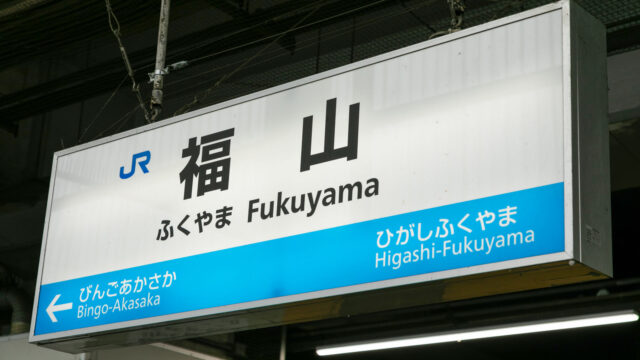 JR 福山
ふくやま Fukuyama
ひがしふくやま
Higashi-Fukuyama
← びんごあかさか
Bingo-Akasaka